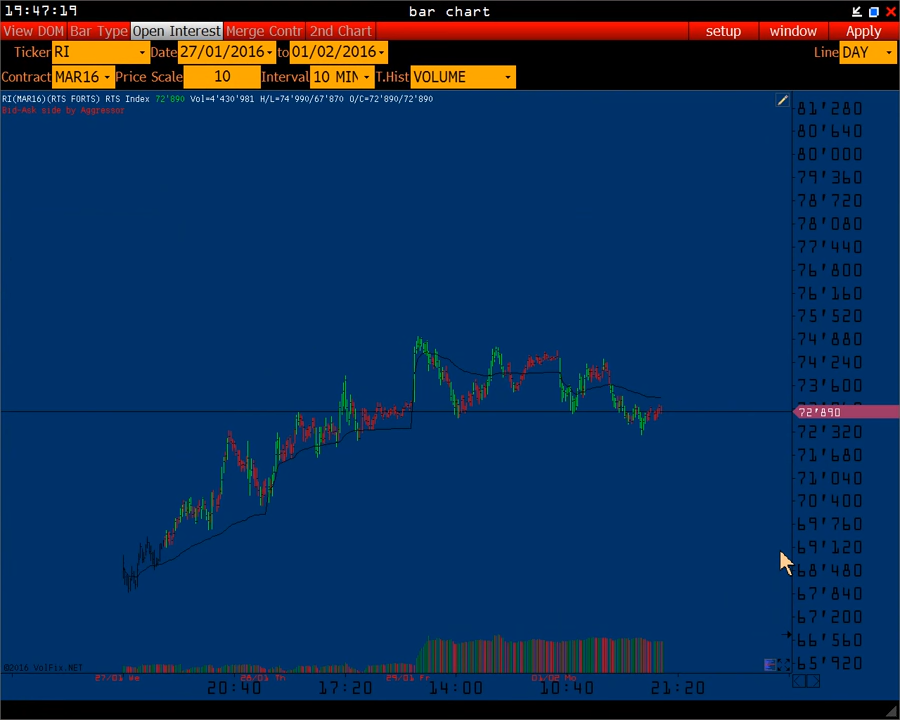 19:47:19 bar chart
View DOM Bar Type Open Interest Merge Contr 2nd Chart setup window Apply
Ticker RI Date 27/01/2016 to 01/02/2016 Line DAY
Contract MAR16 Price Scale 10 Interval 10 MIN T.Hist VOLUME
RI(MAR16)(RTS FORTS) RTS Index 72'890 Vol=4'430'981 H/L=74'990/67'870 O/C=72'890/72'890
Bid-Ask side by Aggressor
81'280
80'640
80'000
79'360
78'720
78'080
77'440
76'800
76'160
75'520
74'880
74'240
73'600
72'890
72'320
71'680
71'040
70'400
69'760
69'120
68'480
67'840
67'200
66'560
65'920
©2016 VolFix.NET
27/01 We 28/01 Th 29/01 Fr 01/02 Mo
20:40 17:20 14:00 10:40 21:20